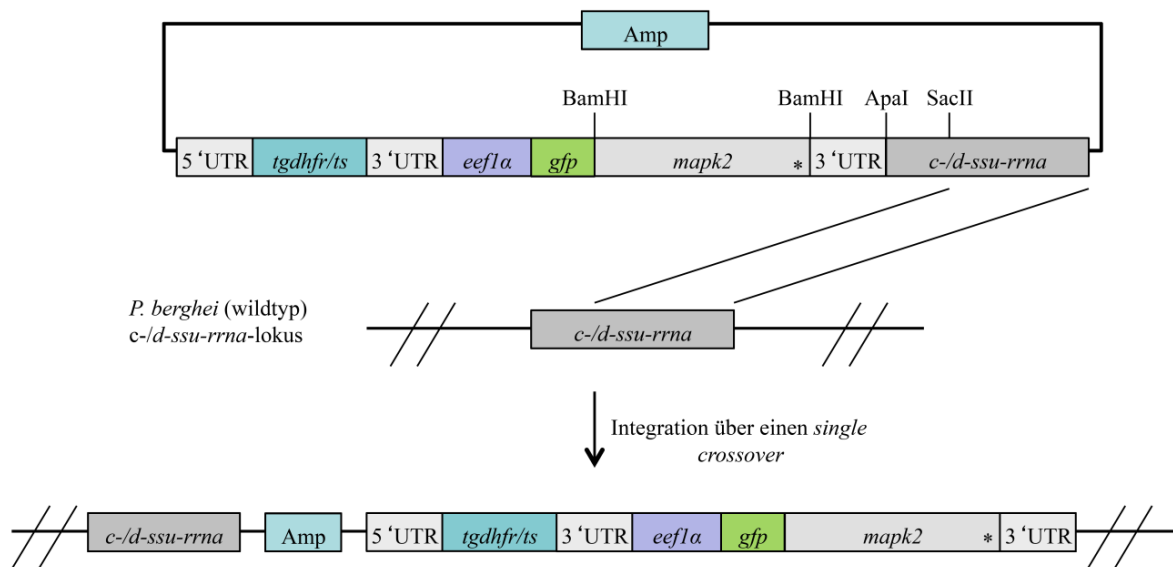 Amp
BamHI BamHI ApaI SacII
5 ‘UTR tgdhfr/ts 3 ‘UTR eef1α gfp mapk2 * 3 ‘UTR c-/d-ssu-rrna
P. berghei (wildtyp)
c-/d-ssu-rrna-lokus
c-/d-ssu-rrna
Integration über einen single
crossover
c-/d-ssu-rrna Amp 5 ‘UTR tgdhfr/ts 3 ‘UTR eef1α gfp mapk2 * 3 ‘UTR